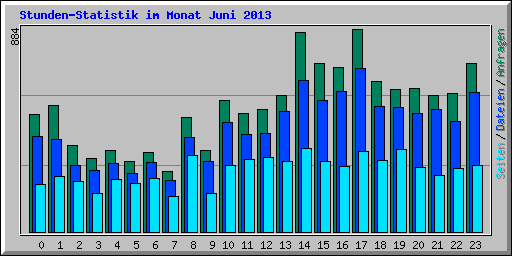 Stunden-Statistik im Monat Juni 2013
884
Seiten/Dateien/Anfragen
0 1 2 3 4 5 6 7 8 9 10 11 12 13 14 15 16 17 18 19 20 21 22 23